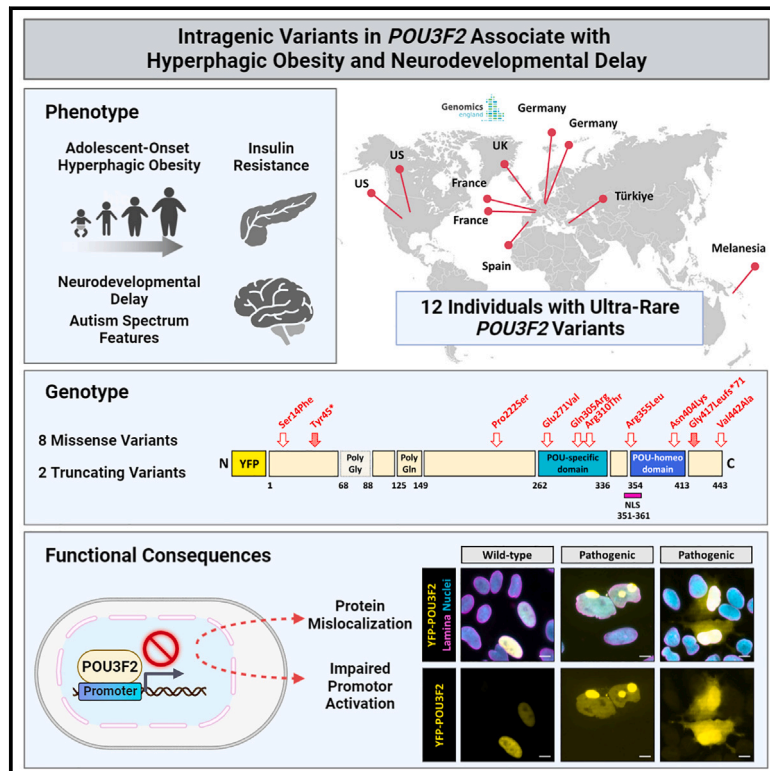 Intragenic Variants in POU3F2 Associate with
Hyperphagic Obesity and Neurodevelopmental Delay
Phenotype
Adolescent-Onset
Hyperphagic Obesity
Insulin
Resistance
Neurodevelopmental
Delay
Autism Spectrum
Features
Genomics
england
Germany
Germany
UK
US
US
France
France
Türkiye
Spain
Melanesia
12 Individuals with Ultra-Rare
POU3F2 Variants
Genotype
8 Missense Variants
2 Truncating Variants
Ser14Phe
Tyr45*
Pro222Ser
Glu271Val
Gln305Arg
Arg310Thr
Arg355Leu
Asn404Lys
Gly417Leufs*71
Val442Ala
N
YFP
Poly
Gly
Poly
Gln
POU-specific
domain
POU-homeo
domain
C
1
68
88
125
149
262
336
354
413
443
NLS
351-361
Functional Consequences
POU3F2
Promoter
Protein
Mislocalization
Impaired
Promotor
Activation
Wild-type
Pathogenic
Pathogenic
YFP-POU3F2
Lamina Nuclei
YFP-POU3F2